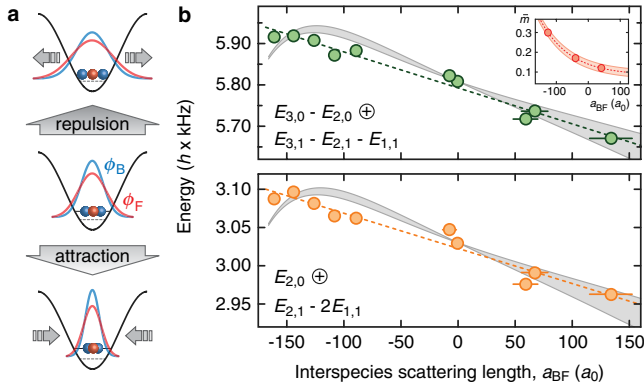 a
repulsion
ϕB
ϕF
attraction
b
Energy (h x kHz)
5.90
5.80
5.70
E3,0 - E2,0 ⊕
E3,1 - E2,1 - E1,1
m̄
0.3
0.2
0.1
-100
0
100
aBF (a0)
3.10
3.05
3.00
2.95
E2,0 ⊕
E2,1 - 2E1,1
-150
-100
-50
0
50
100
150
Interspecies scattering length, aBF (a0)